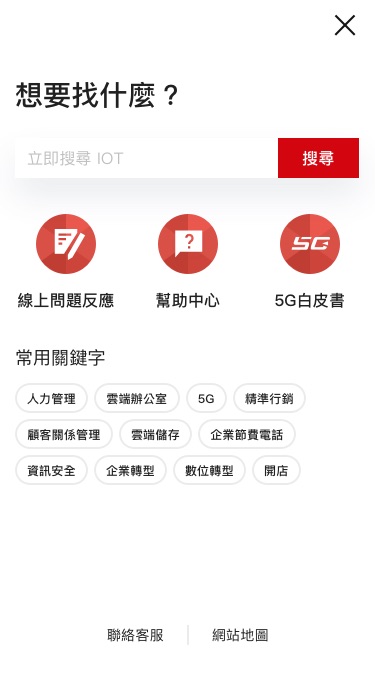 想要找什麼？
立即搜尋 IOT
搜尋
5G
線上問題反應
幫助中心
5G白皮書
常用關鍵字
人力管理
雲端辦公室
5G
精準行銷
顧客關係管理
雲端儲存
企業節費電話
資訊安全
企業轉型
數位轉型
開店
聯絡客服
網站地圖